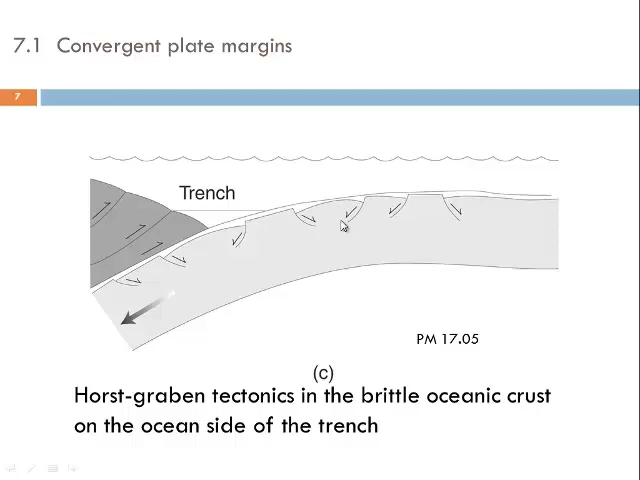 7.1 Convergent plate margins
7
Trench
PM 17.05
(c)
Horst-graben tectonics in the brittle oceanic crust
on the ocean side of the trench